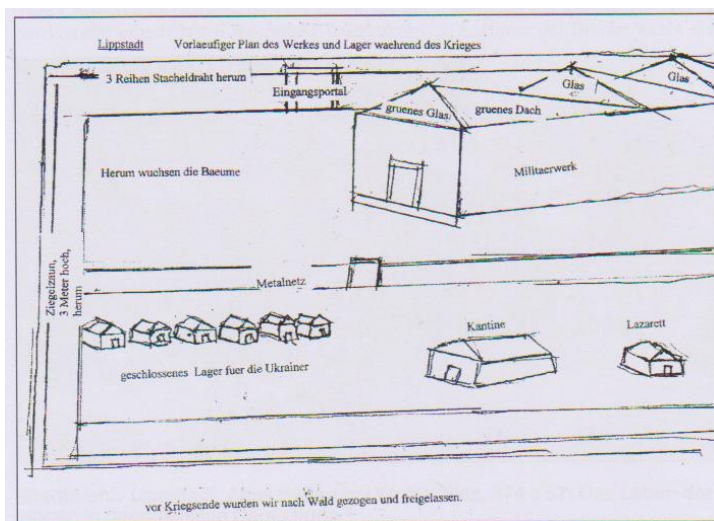 Lippstadt Vorlaeufiger Plan des Werkes und Lager waehrend des Krieges
3 Reihen Stacheldraht herum
Eingangsportal
gruenes Glas
gruenes Dach
Glas
Glas
Herum wuchsen die Baeume
Militaerwerk
Ziegelzaun,
3 Meter hoch,
herum
Metalnetz
Kantine
Lazarett
geschlossenes Lager fuer die Ukrainer
vor Kriegsende wurden wir nach Wald gezogen und freigelassen.